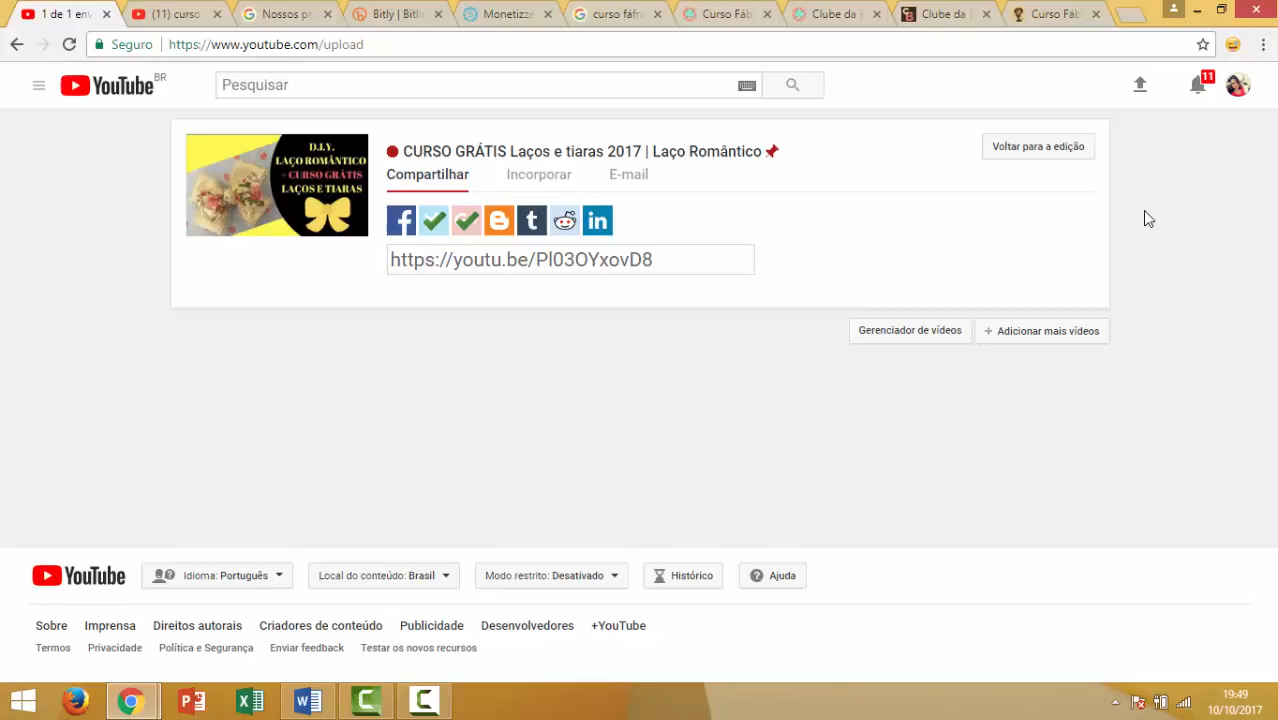 1 de 1 env
(11) curso
Nossos pr
Bitly | Bitli
Monetizze
curso fáfri
Curso Fáb
Clube da E
Clube da E
Curso Fáb
Seguro
https://www.youtube.com/upload
YouTube BR
Pesquisar
11
D.I.Y.
LAÇO ROMÂNTICO
+ CURSO GRÁTIS
LAÇOS E TIARAS
CURSO GRÁTIS Laços e tiaras 2017 | Laço Romântico
Voltar para a edição
Compartilhar Incorporar E-mail
https://youtu.be/Pl03OYxovD8
Gerenciador de vídeos
+ Adicionar mais vídeos
YouTube
Idioma: Português
Local do conteúdo: Brasil
Modo restrito: Desativado
Histórico
Ajuda
Sobre Imprensa Direitos autorais Criadores de conteúdo Publicidade Desenvolvedores +YouTube
Termos Privacidade Política e Segurança Enviar feedback Testar os novos recursos
19:49
10/10/2017